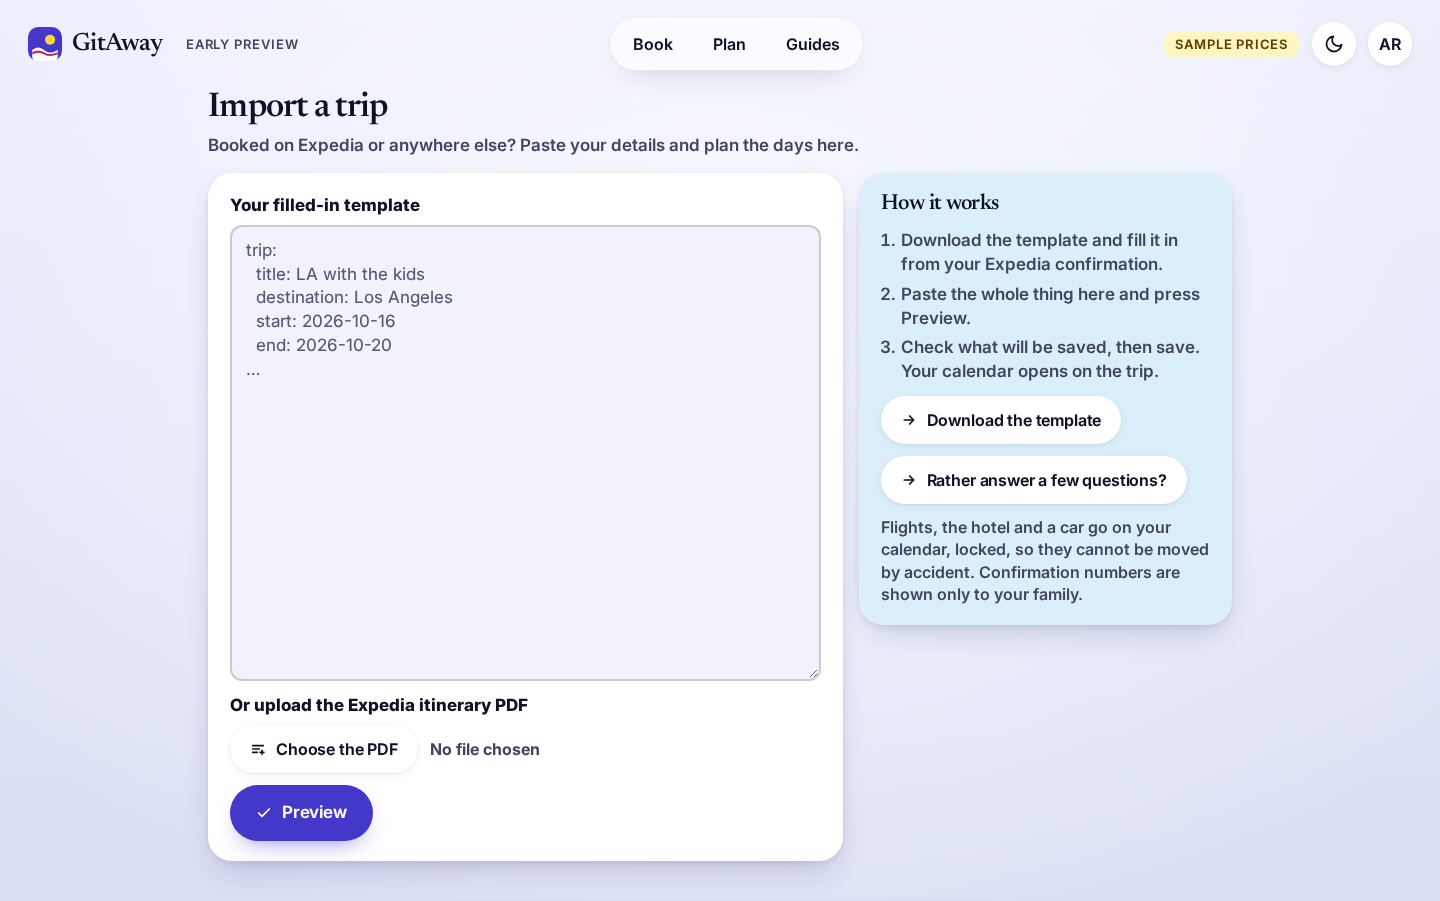 GitAway
EARLY PREVIEW
Book
Plan
Guides
SAMPLE PRICES
AR
Import a trip
Booked on Expedia or anywhere else? Paste your details and plan the days here.
Your filled-in template
trip:
title: LA with the kids
destination: Los Angeles
start: 2026-10-16
end: 2026-10-20
...
Or upload the Expedia itinerary PDF
Choose the PDF
No file chosen
Preview
How it works
1. Download the template and fill it in
from your Expedia confirmation.
2. Paste the whole thing here and press
Preview.
3. Check what will be saved, then save.
Your calendar opens on the trip.
Download the template
Rather answer a few questions?
Flights, the hotel and a car go on your
calendar, locked, so they cannot be moved
by accident. Confirmation numbers are
shown only to your family.